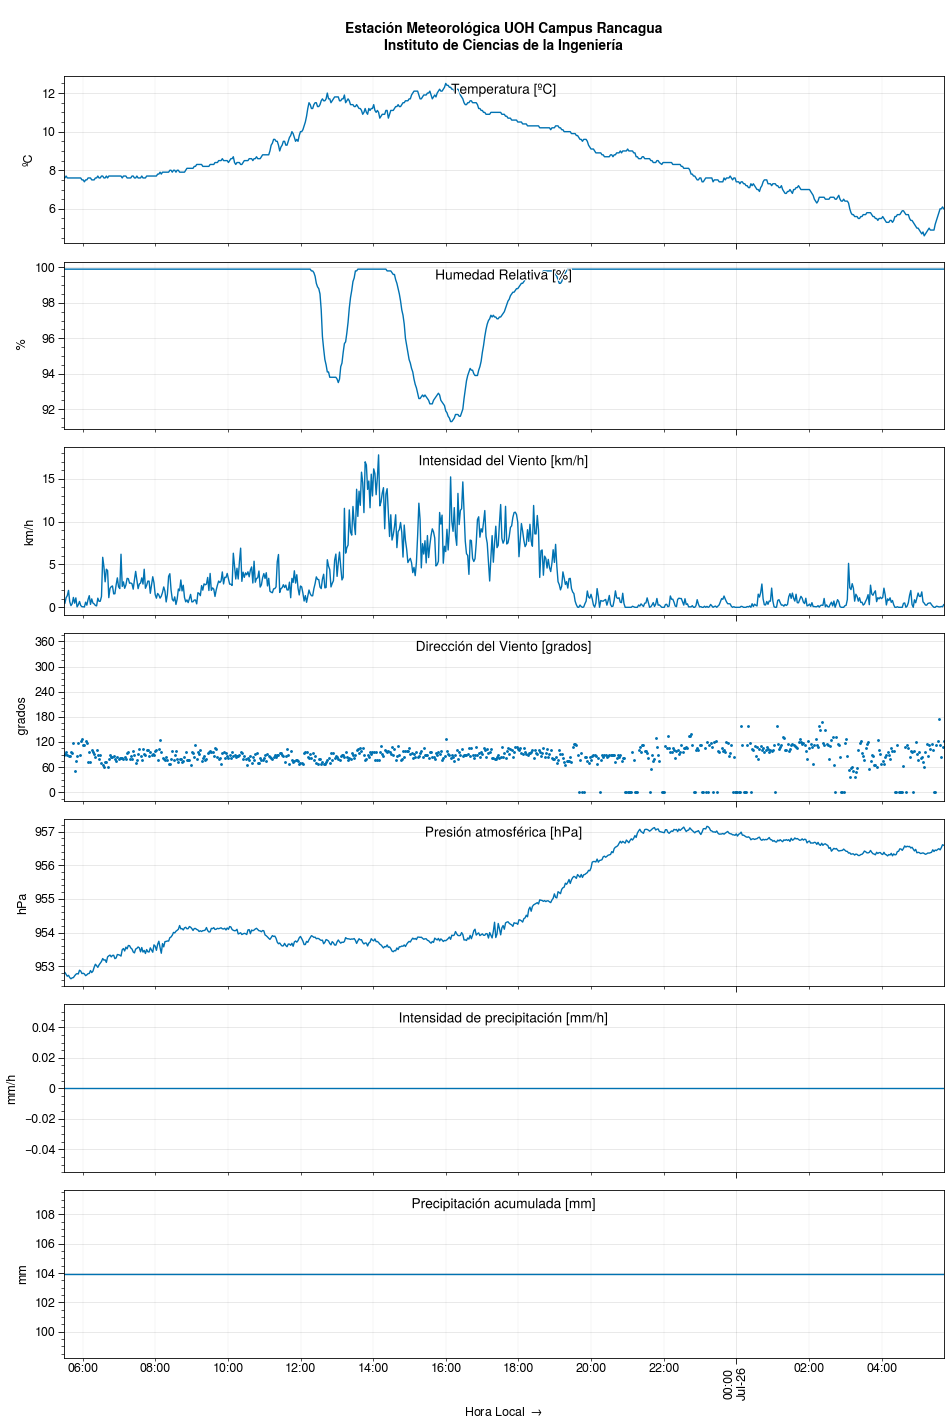 Estación Meteorológica UOH Campus Rancagua
Instituto de Ciencias de la Ingeniería
Temperatura [ºC]
12
10
8
6
ºC
Humedad Relativa [%]
100
98
96
94
92
%
Intensidad del Viento [km/h]
15
10
5
0
km/h
Dirección del Viento [grados]
360
300
240
180
120
60
0
grados
Presión atmosférica [hPa]
957
956
955
954
953
hPa
Intensidad de precipitación [mm/h]
0.04
0.02
0
−0.02
−0.04
mm/h
Precipitación acumulada [mm]
108
106
104
102
100
mm
06:00 08:00 10:00 12:00 14:00 16:00 18:00 20:00 22:00 00:00 02:00 04:00
Jul-26
Hora Local →